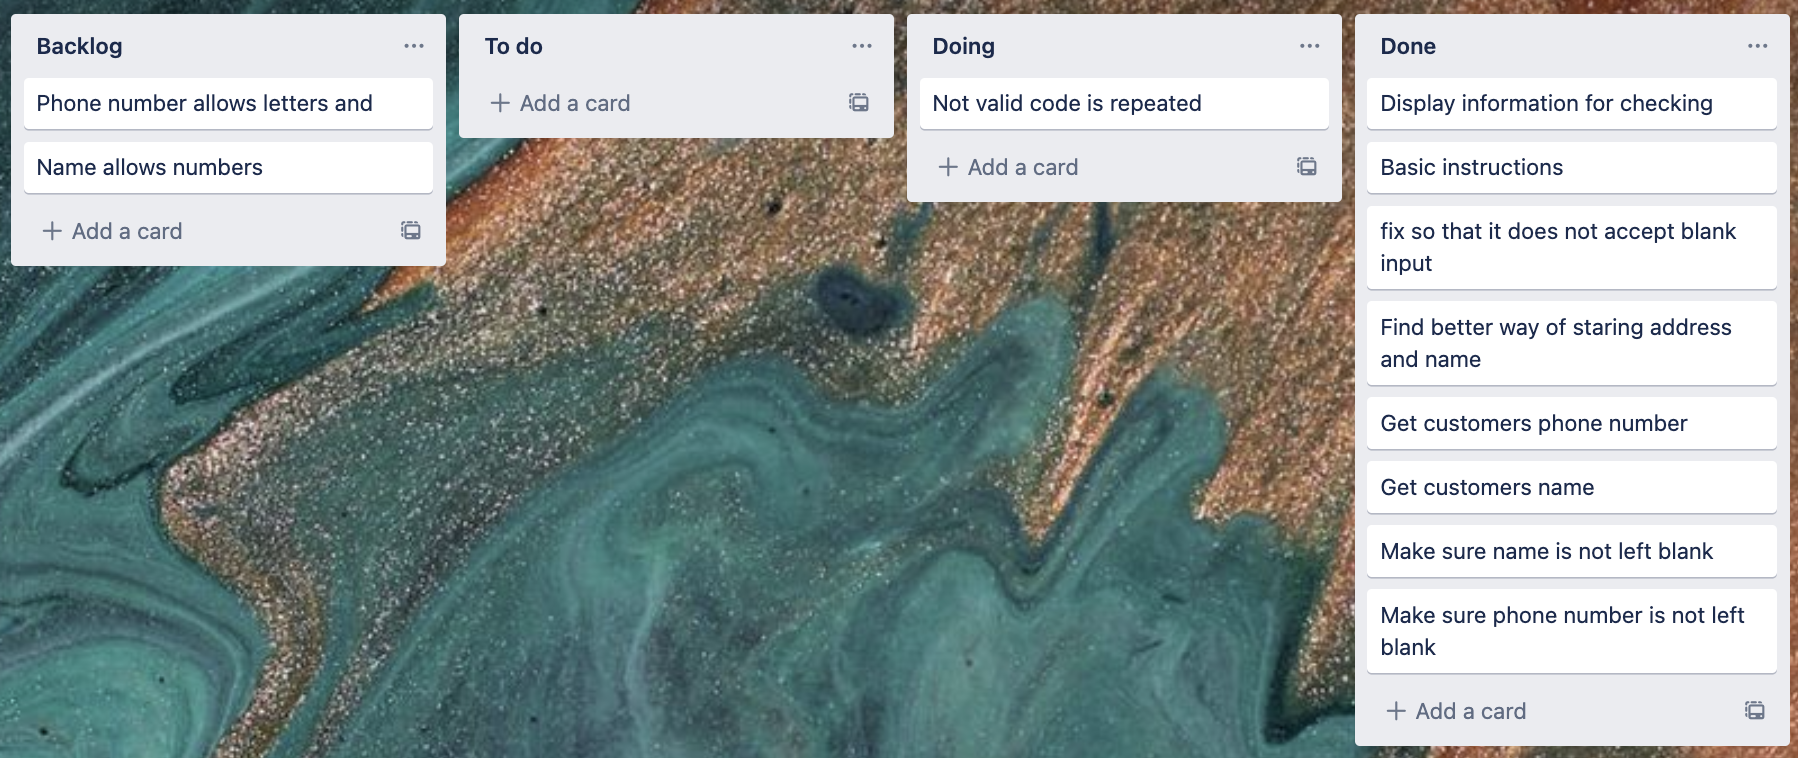 Backlog
Phone number allows letters and
Name allows numbers
Add a card
To do
Add a card
Doing
Not valid code is repeated
Add a card
Done
Display information for checking
Basic instructions
fix so that it does not accept blank
input
Find better way of staring address
and name
Get customers phone number
Get customers name
Make sure name is not left blank
Make sure phone number is not left
blank
Add a card